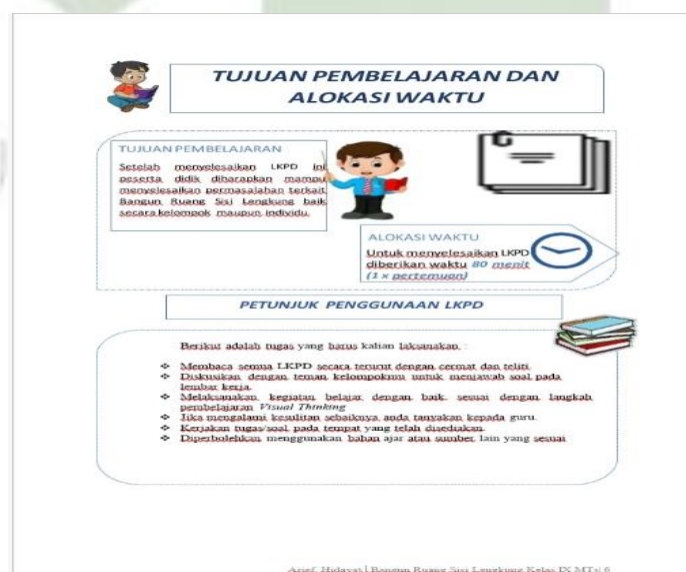 TUJUAN PEMBELAJARAN DAN
ALOKASI WAKTU
TUJUAN PEMBELAJARAN
Setelah menyelesaikan LKPD ini
peserta didik diharapkan mampu
menyelesaikan permasalahan terkait
Bangun Ruang Sisi Lengkung baik
secara kelompok maupun individu.
ALOKASI WAKTU
Untuk menyelesaikan LKPD
diberikan waktu 80 menit
(1 x pertemuan)
PETUNJUK PENGGUNAAN LKPD
Berikut adalah tugas yang harus kalian laksanakan :
❖ Membaca semua LKPD secara terurut dengan cermat dan teliti.
❖ Diskusikan dengan teman kelompokmu untuk menjawab soal pada
lembar kerja.
❖ Melaksanakan kegiatan belajar dengan baik sesuai dengan langkah
pembelajaran Visual Thinking
❖ Jika mengalami kesulitan sebaiknya anda tanyakan kepada guru.
❖ Kerjakan tugas/soal pada tempat yang telah disediakan.
❖ Diperbolehkan menggunakan bahan ajar atau sumber lain yang sesuai
Arief Hidayat | Bangun Ruang Sisi Lengkung Kelas IX MTs/ 6